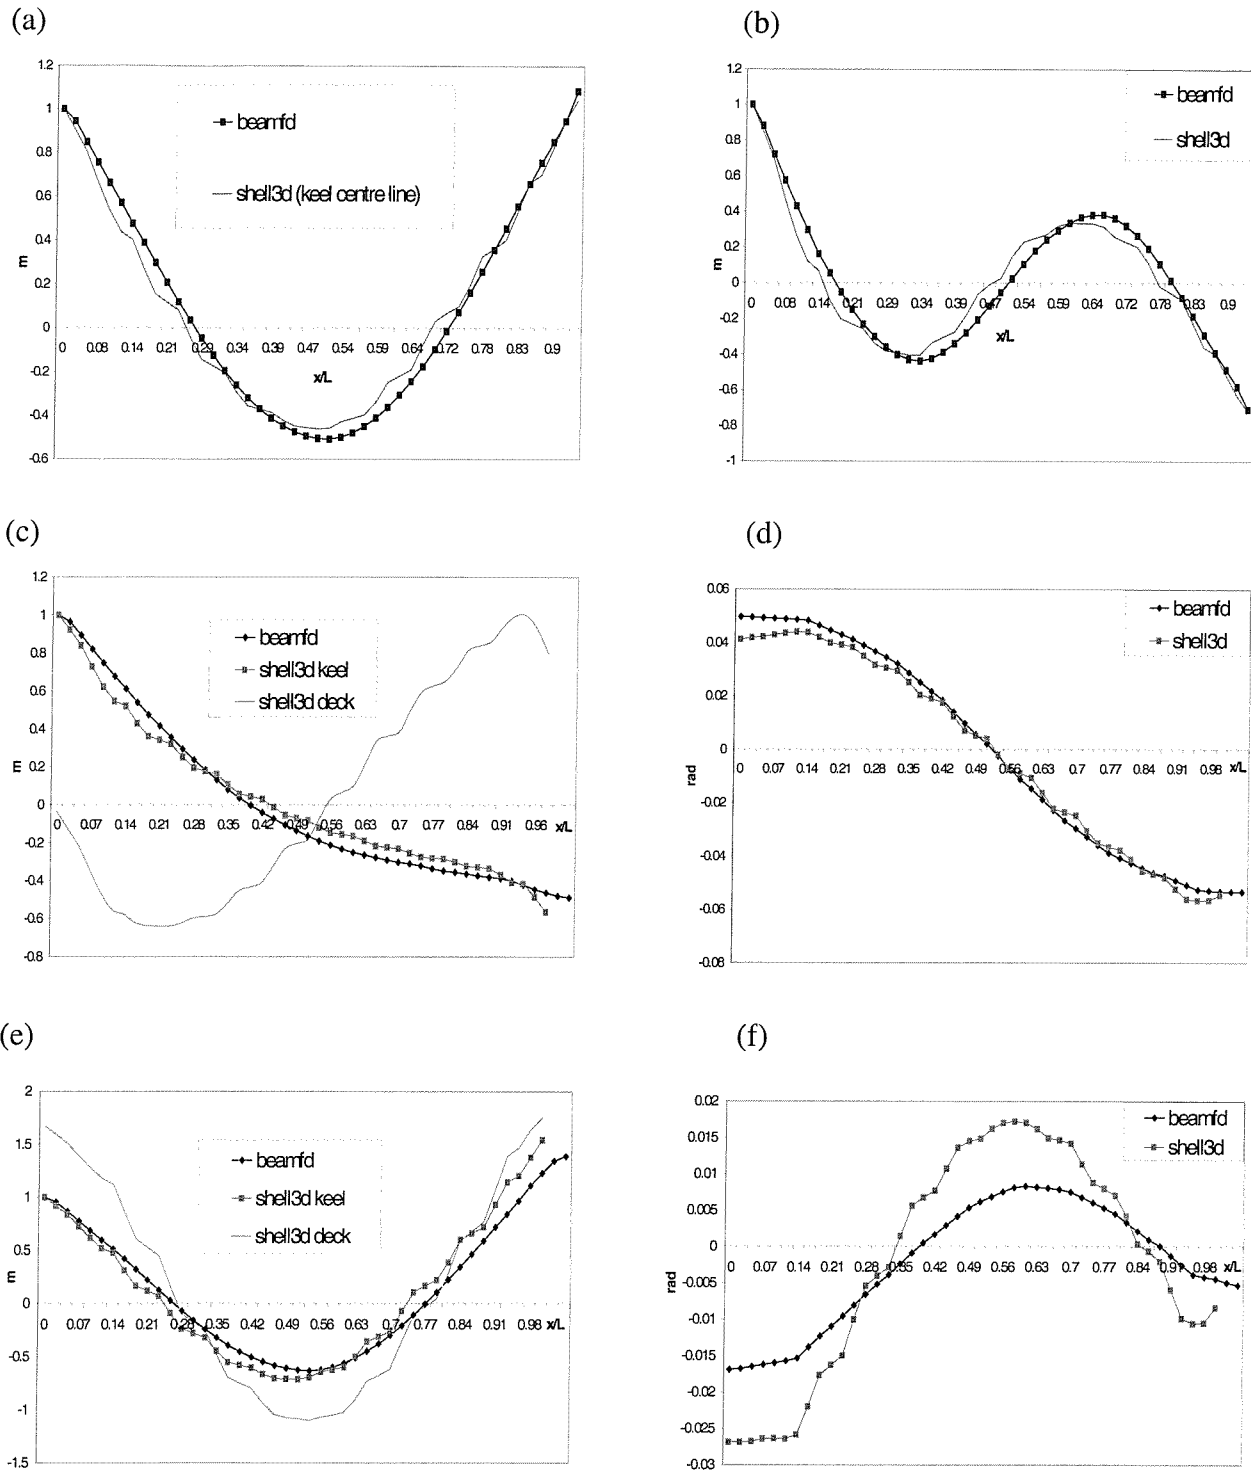 (a)
1.2
1
0.8
0.6
0.4
0.2
0
-0.2
-0.4
-0.6
m
beamfd
shell3d (keel centre line)
0 0.08 0.14 0.21 0.29 0.34 0.39 0.47 0.54 0.59 0.64 0.72 0.78 0.83 0.9
x/L
(b)
1.2
1
0.8
0.6
0.4
0.2
0
-0.2
-0.4
-0.6
-0.8
-1
m
beamfd
shell3d
0 0.08 0.14 0.21 0.29 0.34 0.39 0.47 0.54 0.59 0.64 0.72 0.78 0.83 0.9
x/L
(c)
1.2
1
0.8
0.6
0.4
0.2
0
-0.2
-0.4
-0.6
-0.8
m
beamfd
shell3d keel
shell3d deck
0 0.07 0.14 0.21 0.28 0.35 0.42 0.49 0.56 0.63 0.7 0.77 0.84 0.91 0.96
x/L
(d)
0.06
0.04
0.02
0
-0.02
-0.04
-0.06
-0.08
rad
beamfd
shell3d
0 0.07 0.14 0.21 0.28 0.35 0.42 0.49 0.56 0.63 0.7 0.77 0.84 0.91 0.98
x/L
(e)
2
1.5
1
0.5
0
-0.5
-1
-1.5
m
beamfd
shell3d keel
shell3d deck
0 0.07 0.14 0.21 0.28 0.35 0.42 0.49 0.56 0.63 0.7 0.77 0.84 0.91 0.98
x/L
(f)
0.02
0.015
0.01
0.005
0
-0.005
-0.01
-0.015
-0.02
-0.025
-0.03
rad
beamfd
shell3d
0 0.07 0.14 0.21 0.28 0.35 0.42 0.49 0.56 0.63 0.7 0.77 0.84 0.91 0.98
x/L